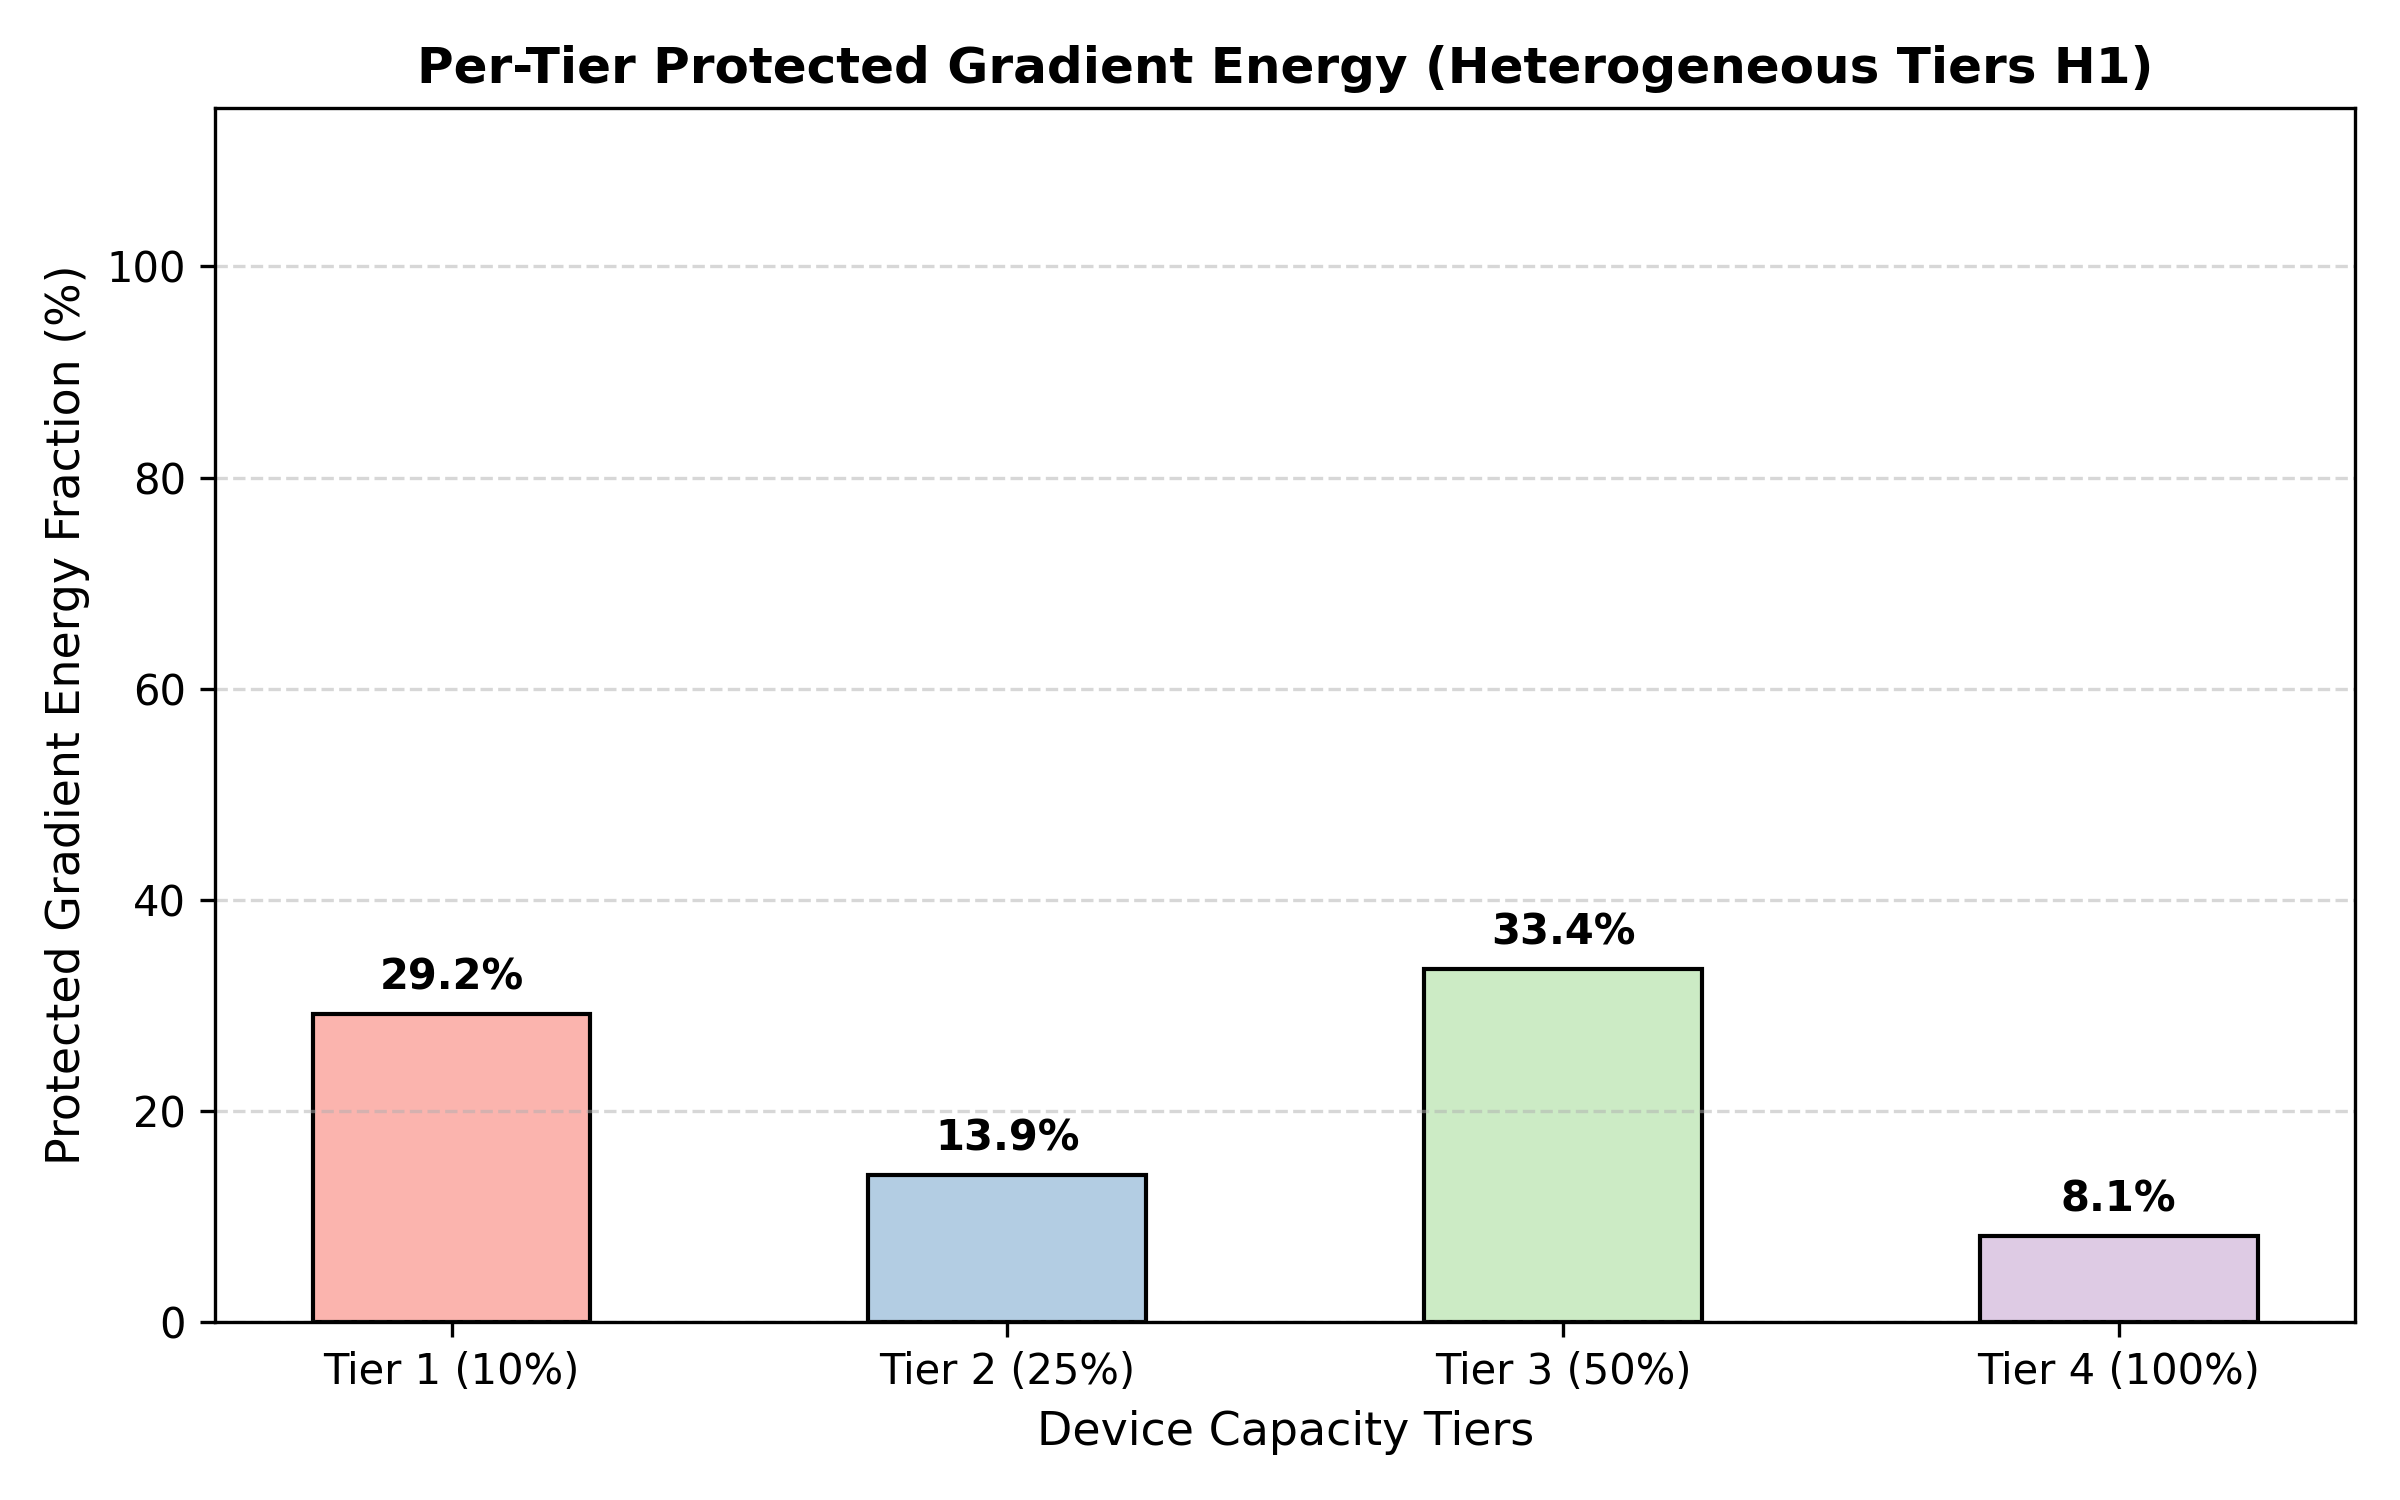 Per-Tier Protected Gradient Energy (Heterogeneous Tiers H1)
Protected Gradient Energy Fraction (%)
100
80
60
40
20
0
29.2%
13.9%
33.4%
8.1%
Tier 1 (10%)
Tier 2 (25%)
Tier 3 (50%)
Tier 4 (100%)
Device Capacity Tiers